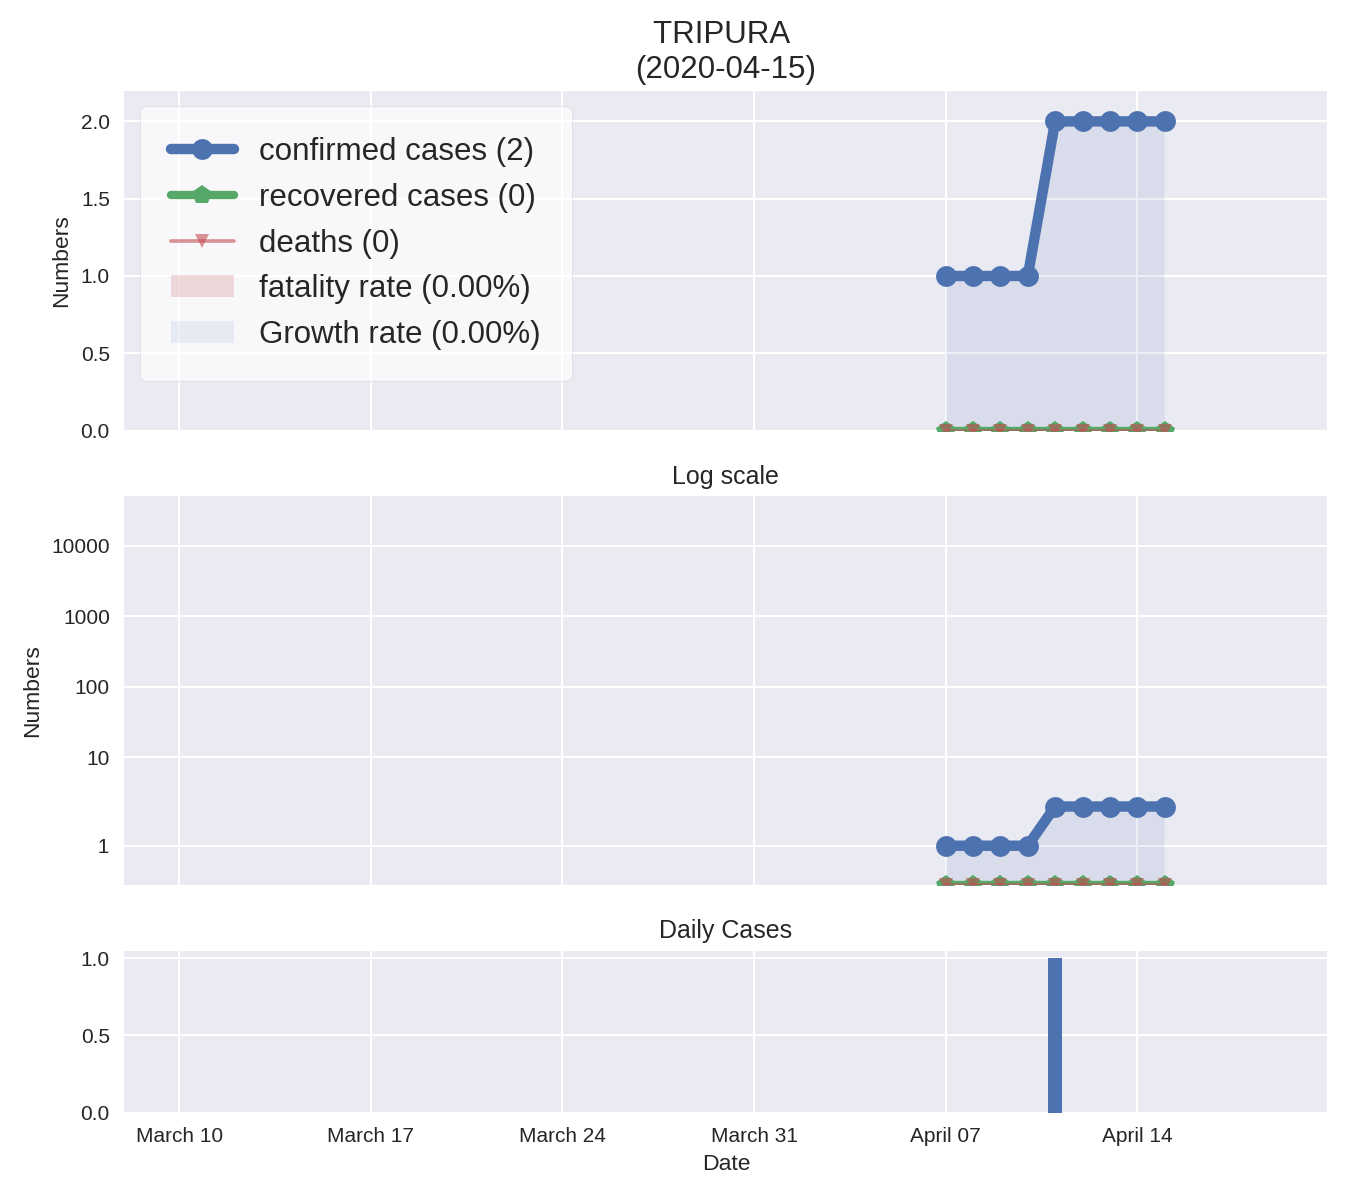 TRIPURA
(2020-04-15)
Numbers
2.0
1.5
1.0
0.5
0.0
confirmed cases (2)
recovered cases (0)
deaths (0)
fatality rate (0.00%)
Growth rate (0.00%)
Log scale
Numbers
10000
1000
100
10
1
Daily Cases
1.0
0.5
0.0
March 10 March 17 March 24 March 31 April 07 April 14
Date